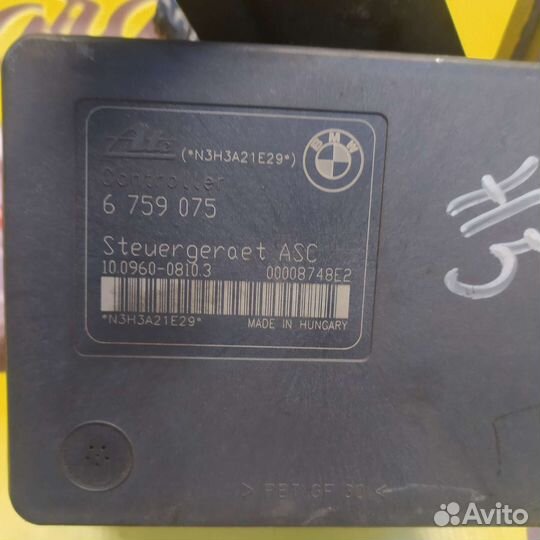 Ate (*N3H3A21E29*)
BMW
Controller
6 759 075
Steuergeraet ASC
10.0960-0810.3 00008748E2
*N3H3A21E29* MADE IN HUNGARY
> PBT GF 30 <
Avito